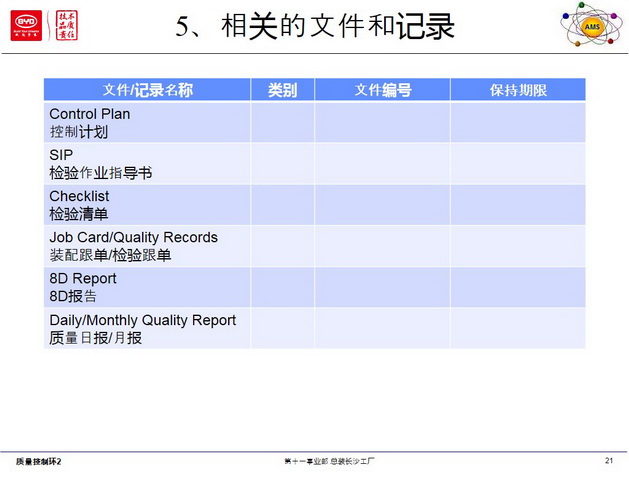 BYD
技术
品质
责任
5、相关的文件和记录
AMS
文件/记录名称 类别 文件编号 保持期限
Control Plan
控制计划
SIP
检验作业指导书
Checklist
检验清单
Job Card/Quality Records
装配跟单/检验跟单
8D Report
8D报告
Daily/Monthly Quality Report
质量日报/月报
质量控制环2 第十一事业部 总装长沙工厂 21